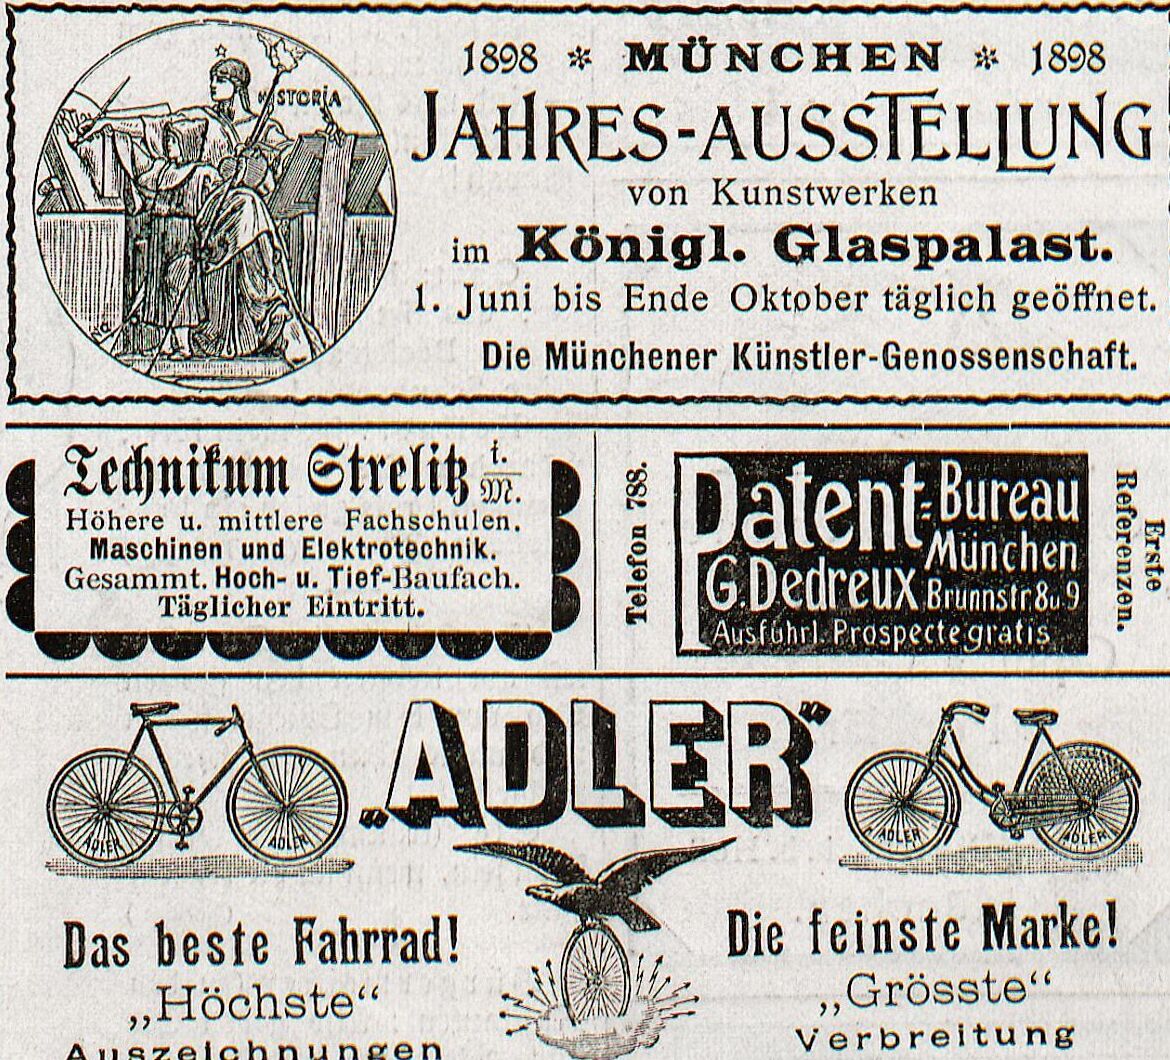 HISTORIA
1898 * MÜNCHEN * 1898
JAHRES-AUSSTELLUNG
von Kunstwerken
im Königl. Glaspalast.
1. Juni bis Ende Oktober täglich geöffnet.
Die Münchener Künstler-Genossenschaft.
Technikum Strelitz i. M.
Höhere u. mittlere Fachschulen.
Maschinen und Elektrotechnik.
Gesammt. Hoch- u. Tief-Baufach.
Täglicher Eintritt.
Telefon 788.
Patent-Bureau
München
G. Dedreux Brunnstr 8 u. 9
Ausführl. Prospecte gratis
Erste
Referenzen.
„ADLER“
ADLER ADLER
ADLER ADLER
Das beste Fahrrad!
„Höchste“
Auszeichnungen
Die feinste Marke!
„Grösste“
Verbreitung